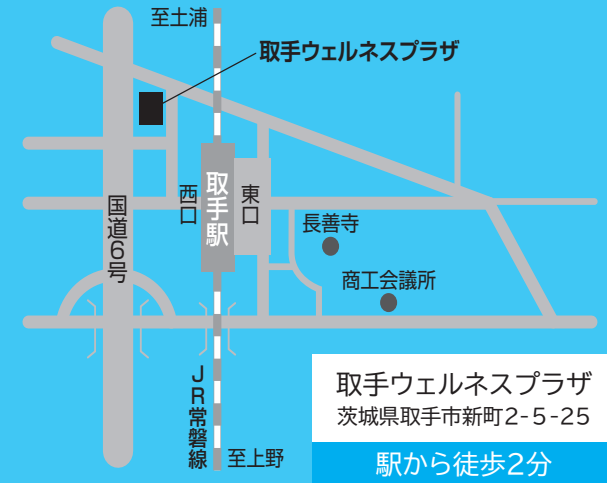 至土浦
取手ウェルネスプラザ
国道6号
西口
取手駅
東口
長善寺
商工会議所
JR常磐線
至上野
取手ウェルネスプラザ
茨城県取手市新町2-5-25
駅から徒歩2分